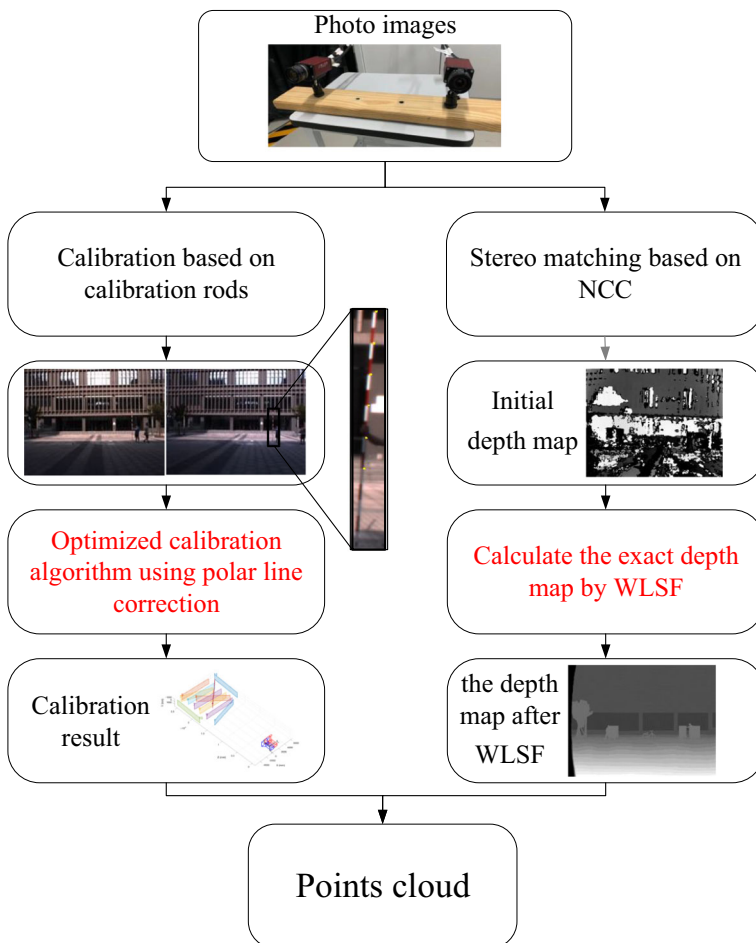 Photo images
Calibration based on
calibration rods
Optimized calibration
algorithm using polar line
correction
Calibration
result
Stereo matching based on
NCC
Initial
depth map
Calculate the exact depth
map by WLSF
the depth
map after
WLSF
Points cloud